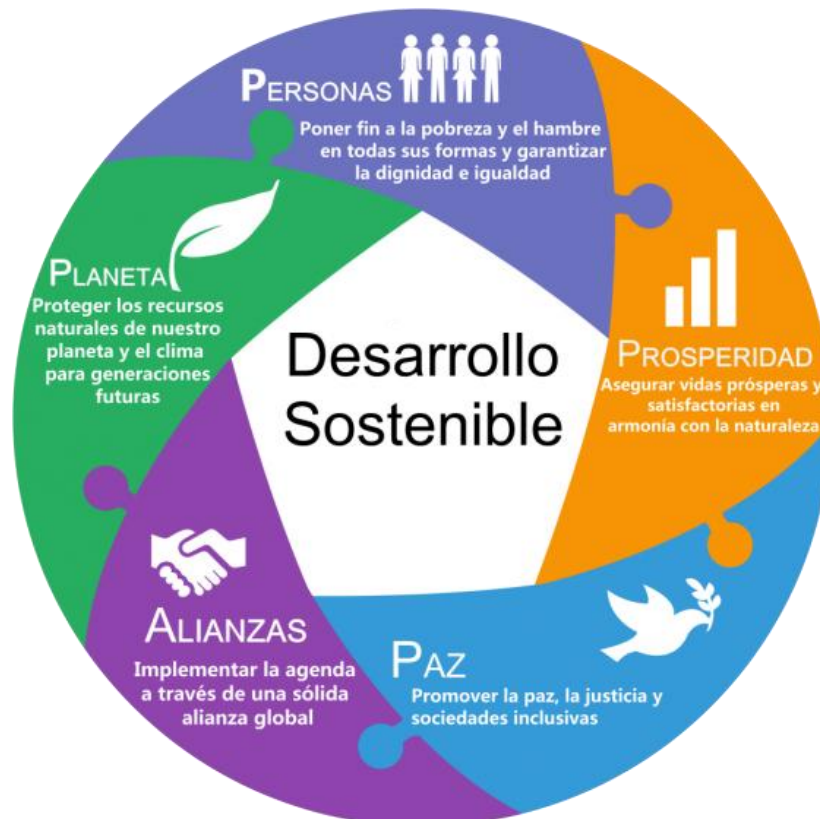 PERSONAS
Poner fin a la pobreza y el hambre
en todas sus formas y garantizar
la dignidad e igualdad
PROSPERIDAD
Asegurar vidas prósperas y
satisfactorias en
armonía con la naturaleza
PAZ
Promover la paz, la justicia y
sociedades inclusivas
ALIANZAS
Implementar la agenda
a través de una sólida
alianza global
PLANETA
Proteger los recursos
naturales de nuestro
planeta y el clima
para generaciones
futuras
Desarrollo
Sostenible